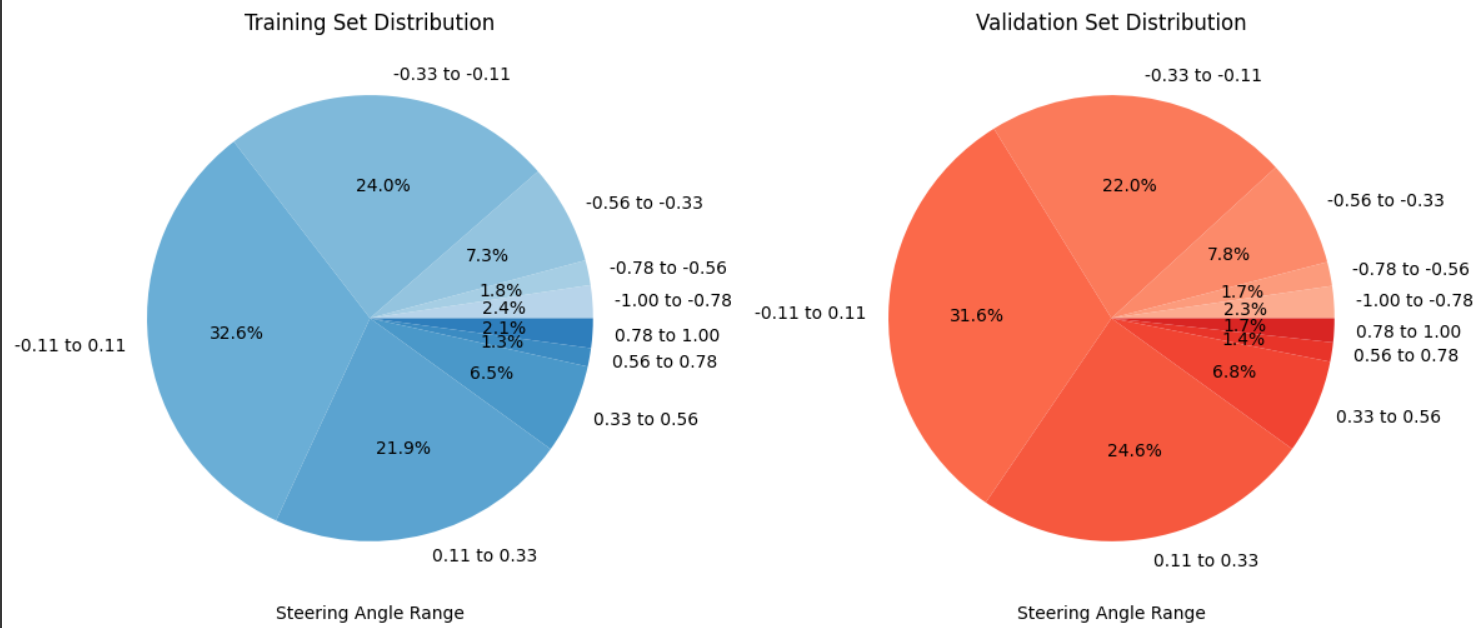 Training Set Distribution
-0.33 to -0.11
24.0%
-0.56 to -0.33
7.3%
-0.78 to -0.56
1.8%
-1.00 to -0.78
2.4%
2.1%
0.78 to 1.00
1.3%
0.56 to 0.78
32.6%
-0.11 to 0.11
6.5%
0.33 to 0.56
21.9%
0.11 to 0.33
Steering Angle Range
Validation Set Distribution
-0.33 to -0.11
22.0%
-0.56 to -0.33
7.8%
-0.78 to -0.56
1.7%
-1.00 to -0.78
2.3%
-0.11 to 0.11
31.6%
1.7%
0.78 to 1.00
1.4%
0.56 to 0.78
6.8%
0.33 to 0.56
24.6%
0.11 to 0.33
Steering Angle Range